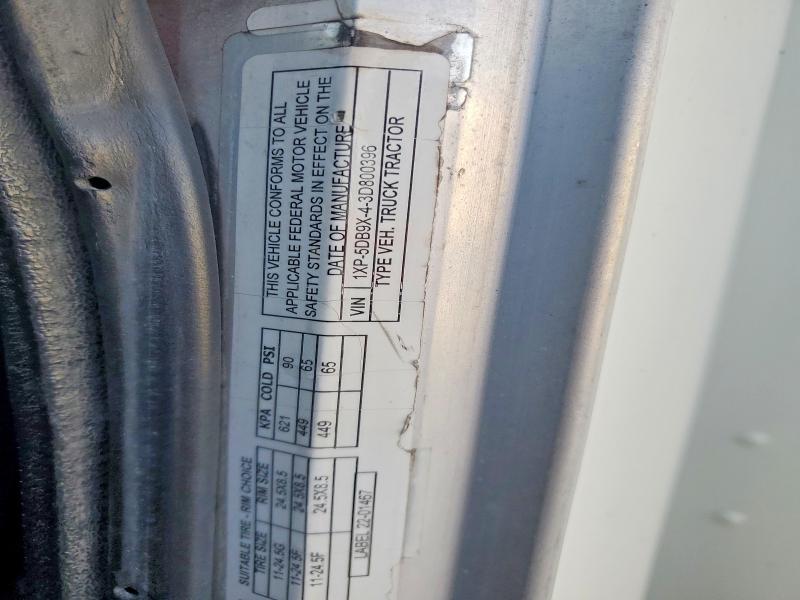 THIS VEHICLE CONFORMS TO ALL
APPLICABLE FEDERAL MOTOR VEHICLE
SAFETY STANDARDS IN EFFECT ON THE
DATE OF MANUFACTURE
VIN 1XP-5DB9X-4-3D800396
TYPE VEH. TRUCK TRACTOR
SUITABLE TIRE - RIM CHOICE
TIRE SIZE RIM SIZE KPA COLD PSI
11-24.5G 24.5X8.5 621 90
11-24.5F 24.5X8.5 449 65
11-24.5F 24.5X8.5 449 65
LABEL 22-01457